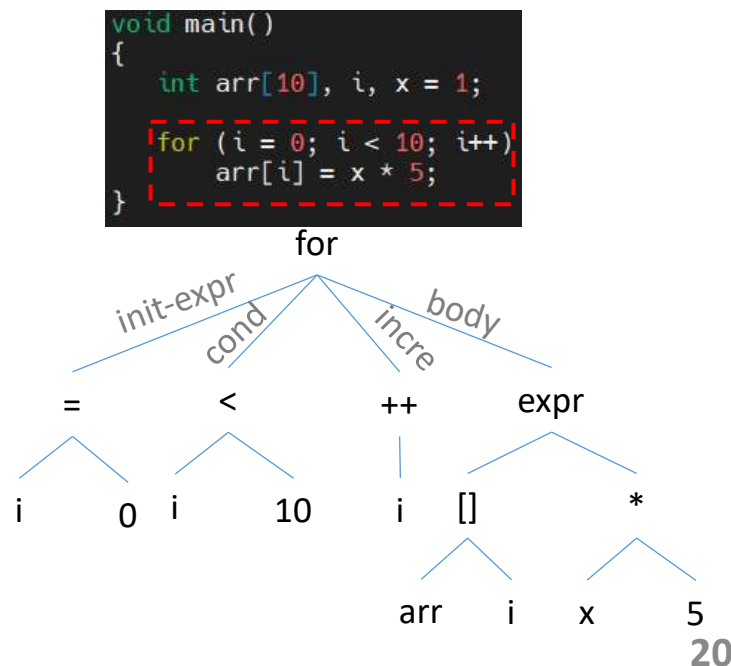 void main()
{
int arr[10], i, x = 1;
for (i = 0; i < 10; i++)
arr[i] = x * 5;
}
for
init-expr cond incre body
= < ++ expr
i 0 i 10 i [] *
arr i x 5
20